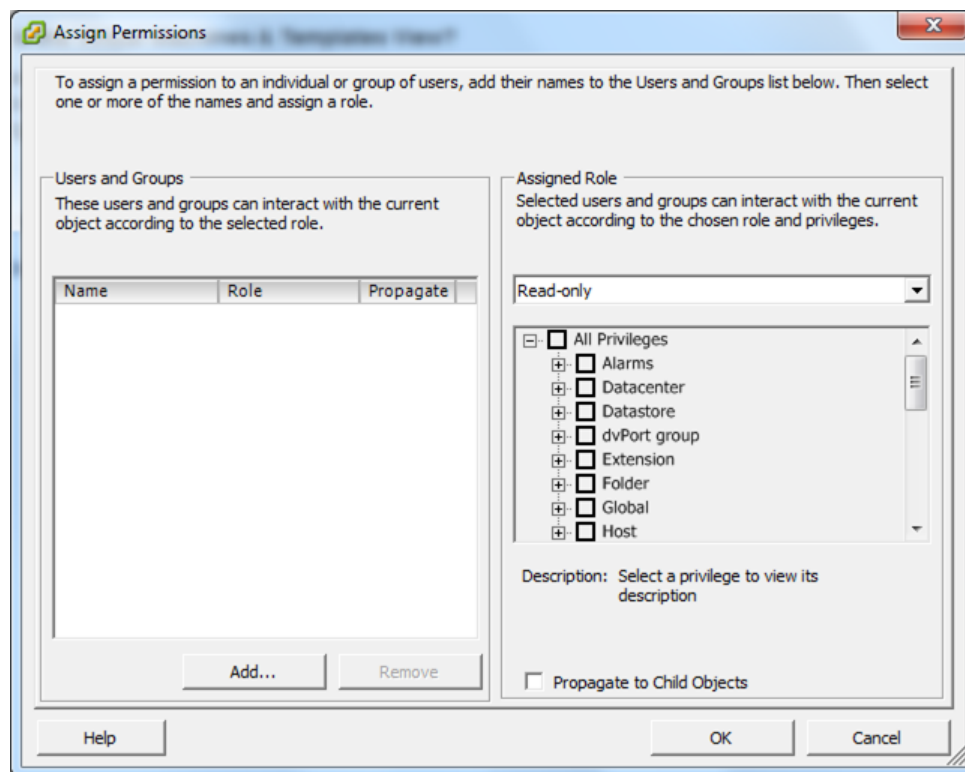 Assign Permissions
To assign a permission to an individual or group of users, add their names to the Users and Groups list below. Then select
one or more of the names and assign a role.
Users and Groups
These users and groups can interact with the current
object according to the selected role.
Name Role Propagate
Add...
Remove
Assigned Role
Selected users and groups can interact with the current
object according to the chosen role and privileges.
Read-only
All Privileges
Alarms
Datacenter
Datastore
dvPort group
Extension
Folder
Global
Host
Description: Select a privilege to view its
description
Propagate to Child Objects
Help
OK
Cancel